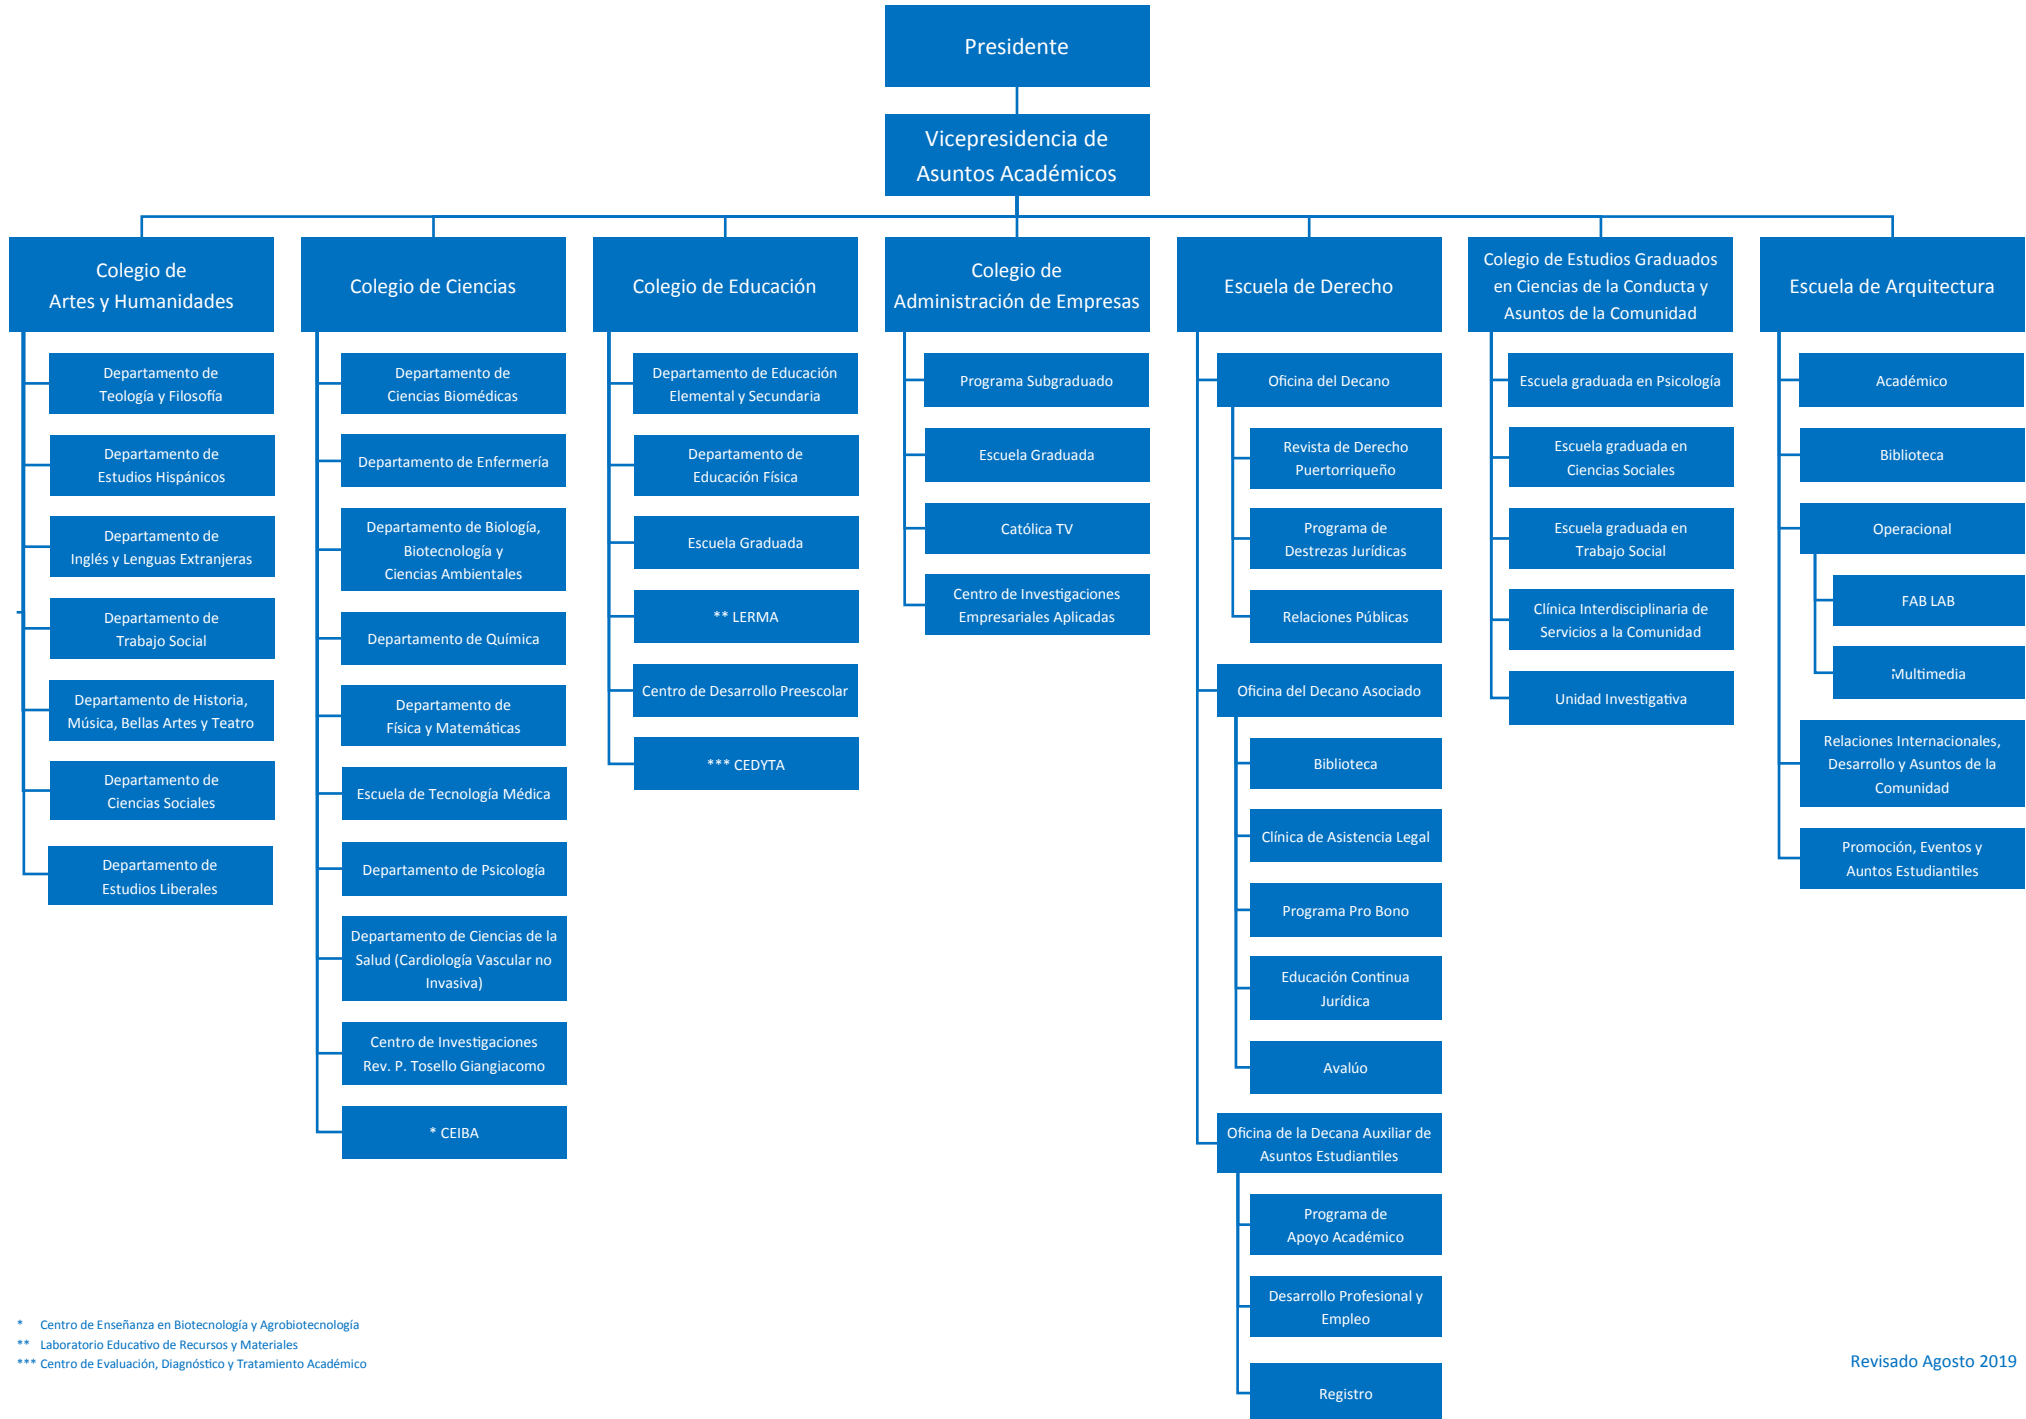 Presidente
Vicepresidencia de
Asuntos Académicos
Colegio de
Artes y Humanidades
Departamento de
Teología y Filosofía
Departamento de
Estudios Hispánicos
Departamento de
Inglés y Lenguas Extranjeras
Departamento de
Trabajo Social
Departamento de Historia,
Música, Bellas Artes y Teatro
Departamento de
Ciencias Sociales
Departamento de
Estudios Liberales
Colegio de Ciencias
Departamento de
Ciencias Biomédicas
Departamento de Enfermería
Departamento de Biología,
Biotecnología y
Ciencias Ambientales
Departamento de Química
Departamento de
Física y Matemáticas
Escuela de Tecnología Médica
Departamento de Psicología
Departamento de Ciencias de la
Salud (Cardiología Vascular no
Invasiva)
Centro de Investigaciones
Rev. P. Tosello Giangiacomo
* CEIBA
Colegio de Educación
Departamento de Educación
Elemental y Secundaria
Departamento de
Educación Física
Escuela Graduada
** LERMA
Centro de Desarrollo Preescolar
*** CEDYTA
Colegio de
Administración de Empresas
Programa Subgraduado
Escuela Graduada
Católica TV
Centro de Investigaciones
Empresariales Aplicadas
Escuela de Derecho
Oficina del Decano
Revista de Derecho
Puertorriqueño
Programa de
Destrezas Jurídicas
Relaciones Públicas
Oficina del Decano Asociado
Biblioteca
Clínica de Asistencia Legal
Programa Pro Bono
Educación Continua
Jurídica
Avalúo
Oficina de la Decana Auxiliar de
Asuntos Estudiantiles
Programa de
Apoyo Académico
Desarrollo Profesional y
Empleo
Registro
Colegio de Estudios Graduados
en Ciencias de la Conducta y
Asuntos de la Comunidad
Escuela graduada en Psicología
Escuela graduada en
Ciencias Sociales
Escuela graduada en
Trabajo Social
Clínica Interdisciplinaria de
Servicios a la Comunidad
Unidad Investigativa
Escuela de Arquitectura
Académico
Biblioteca
Operacional
FAB LAB
Multimedia
Relaciones Internacionales,
Desarrollo y Asuntos de la
Comunidad
Promoción, Eventos y
Auntos Estudiantiles
* Centro de Enseñanza en Biotecnología y Agrobiotecnología
** Laboratorio Educativo de Recursos y Materiales
*** Centro de Evaluación, Diagnóstico y Tratamiento Académico
Revisado Agosto 2019